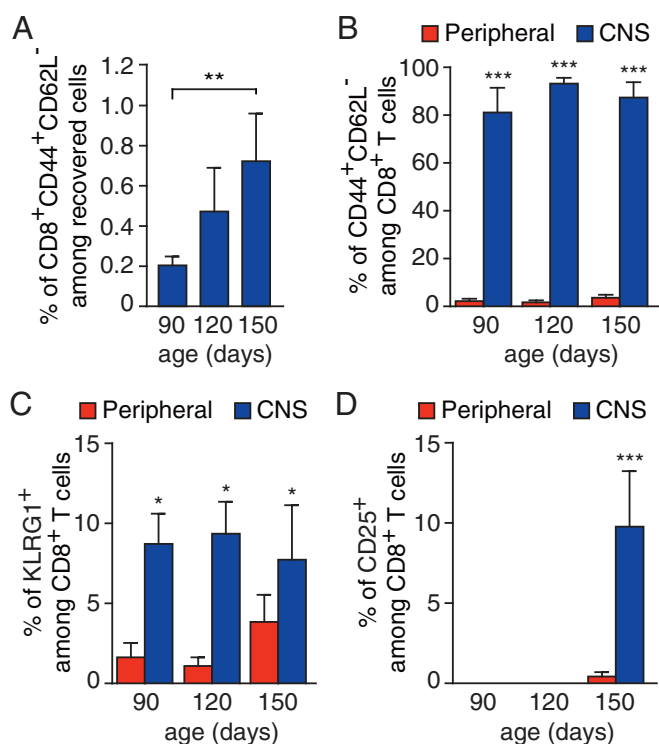 A
% of CD8+CD44+CD62L-
among recovered cells
1.2
1.0
0.8
0.6
0.4
0.2
0
**
90 120 150
age (days)
B
Peripheral CNS
% of CD44+CD62L-
among CD8+ T cells
100
80
60
40
20
0
*** *** ***
90 120 150
age (days)
C
Peripheral CNS
% of KLRG1+
among CD8+ T cells
15
10
5
0
* * *
90 120 150
age (days)
D
Peripheral CNS
% of CD25+
among CD8+ T cells
15
10
5
0
***
90 120 150
age (days)